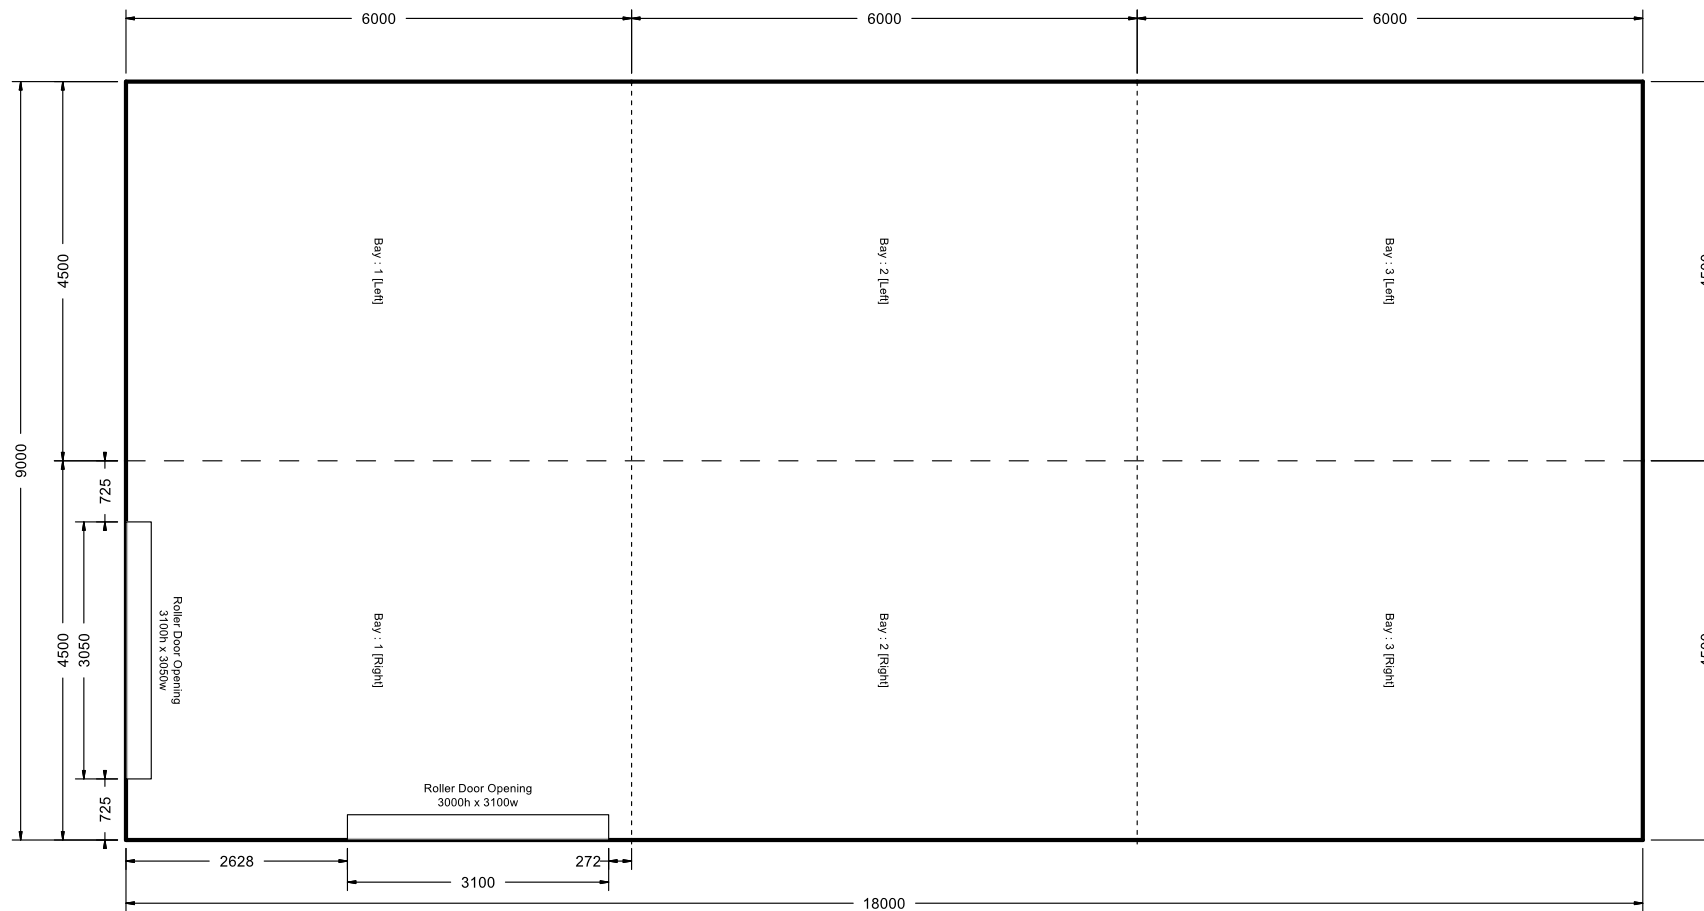 6000
6000
6000
9000
4500
4500
725
3050
725
Bay : 1 [Left]
Bay : 2 [Left]
Bay : 3 [Left]
Roller Door Opening
3100h x 3050w
Bay : 1 [Right]
Bay : 2 [Right]
Bay : 3 [Right]
Roller Door Opening
3000h x 3100w
2628
272
3100
18000